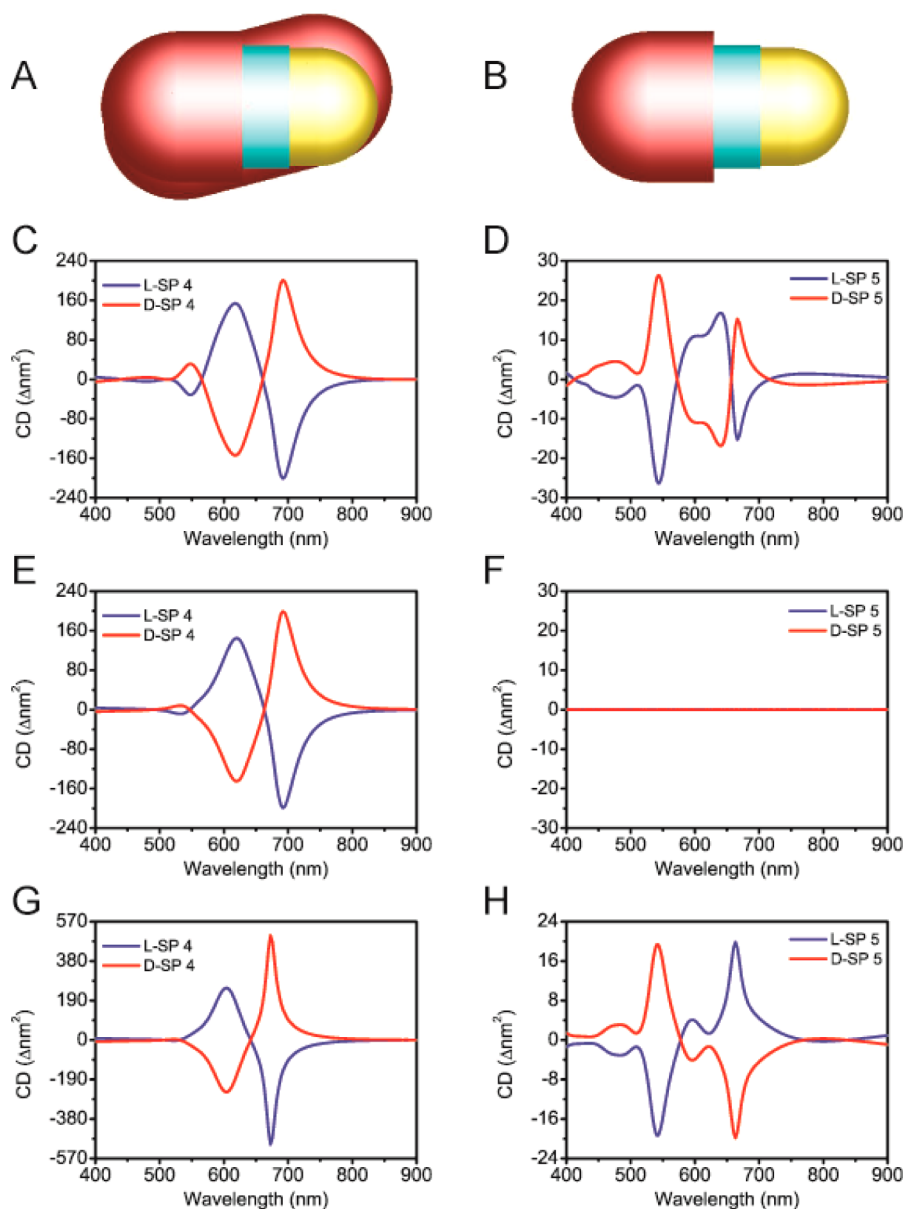 A
B
C
240
160
80
0
-80
-160
-240
CD (Δnm²)
L-SP 4
D-SP 4
400 500 600 700 800 900
Wavelength (nm)
D
30
20
10
0
-10
-20
-30
CD (Δnm²)
L-SP 5
D-SP 5
400 500 600 700 800 900
Wavelength (nm)
E
240
160
80
0
-80
-160
-240
CD (Δnm²)
L-SP 4
D-SP 4
400 500 600 700 800 900
Wavelength (nm)
F
30
20
10
0
-10
-20
-30
CD (Δnm²)
L-SP 5
D-SP 5
400 500 600 700 800 900
Wavelength (nm)
G
570
480
290
190
0
-190
-380
-570
CD (Δnm²)
L-SP 4
D-SP 4
400 500 600 700 800 900
Wavelength (nm)
H
24
16
8
0
-8
-16
-24
CD (Δnm²)
L-SP 5
D-SP 5
400 500 600 700 800 900
Wavelength (nm)